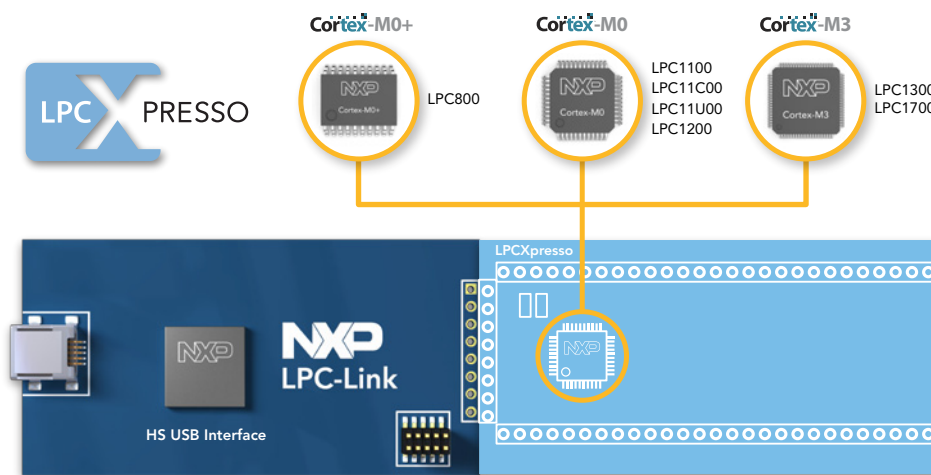 Cortex-M0+
Cortex-M0
Cortex-M3
NXP
Cortex-M0+
LPC800
NXP
Cortex-M0
LPC1100
LPC11C00
LPC11U00
LPC1200
NXP
Cortex-M3
LPC1300
LPC1700
LPC X PRESSO
LPCXpresso
NXP
HS USB Interface
NXP
LPC-Link
NXP